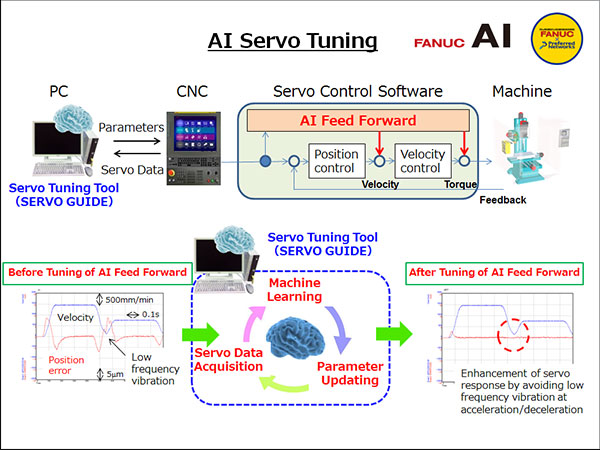 AI Servo Tuning
FANUC AI
FANUC
Preferred
Networks
PC
CNC
Servo Control Software
Machine
Parameters
Servo Data
AI Feed Forward
Position
control
Velocity
control
Velocity
Torque
Feedback
Servo Tuning Tool
(SERVO GUIDE)
Servo Tuning Tool
(SERVO GUIDE)
Before Tuning of AI Feed Forward
500mm/min
Velocity
0.1s
Position
error
Low
frequency
vibration
5μm
Machine
Learning
Servo Data
Acquisition
Parameter
Updating
After Tuning of AI Feed Forward
Enhancement of servo
response by avoiding low
frequency vibration at
acceleration/deceleration